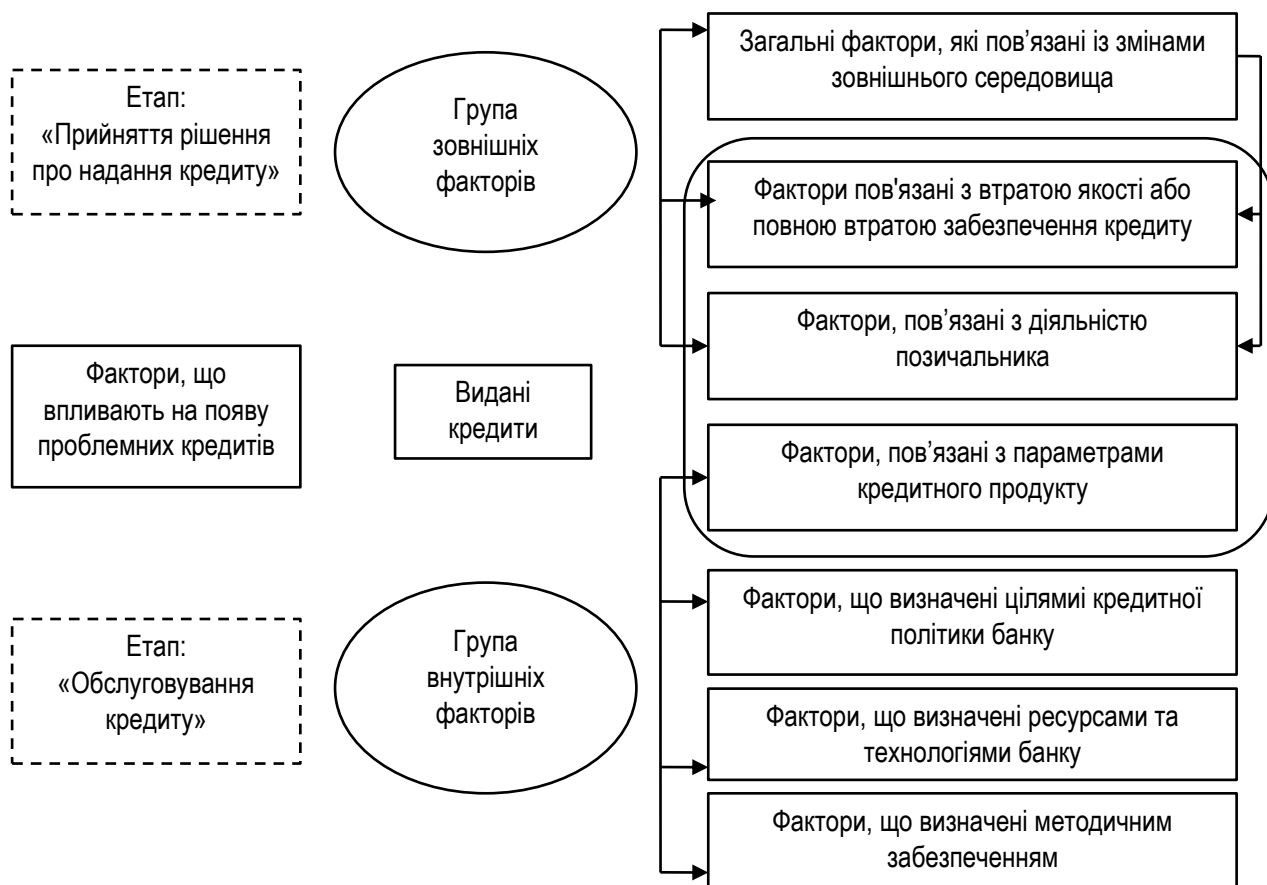 Етап:
«Прийняття рішення
про надання кредиту»
Група
зовнішніх
факторів
Загальні фактори, які пов’язані із змінами
зовнішнього середовища
Фактори пов'язані з втратою якості або
повною втратою забезпечення кредиту
Фактори, пов’язані з діяльністю
позичальника
Фактори, що
впливають на появу
проблемних кредитів
Видані
кредити
Фактори, пов’язані з параметрами
кредитного продукту
Етап:
«Обслуговування
кредиту»
Група
внутрішніх
факторів
Фактори, що визначені цілямиі кредитної
політики банку
Фактори, що визначені ресурсами та
технологіями банку
Фактори, що визначені методичним
забезпеченням